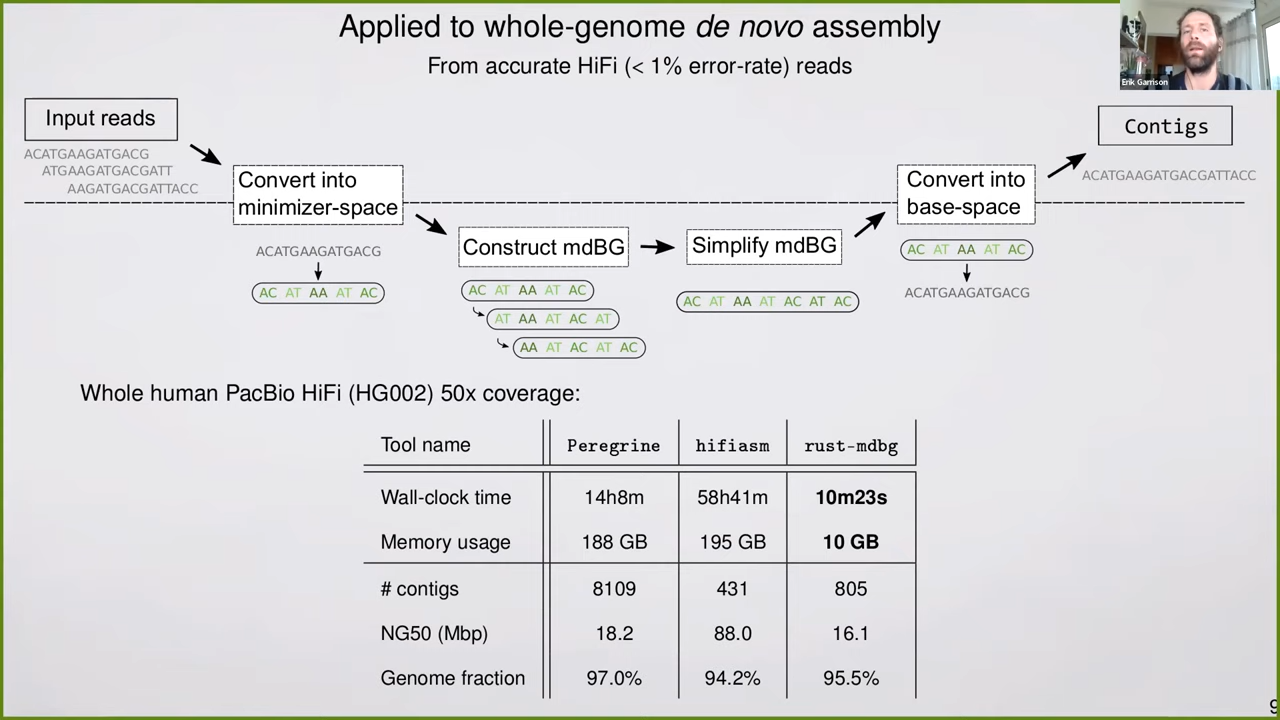 Applied to whole-genome de novo assembly
From accurate HiFi (< 1% error-rate) reads
Erik Garrison
Input reads
ACATGAAGATGACG
ATGAAGATGACGATT
AAGATGACGATTACC
Convert into
minimizer-space
ACATGAAGATGACG
AC AT AA AT AC
Construct mdBG
AC AT AA AT AC
AT AA AT AC AT
AA AT AC AT AC
Simplify mdBG
AC AT AA AT AC AT AC
Convert into
base-space
AC AT AA AT AC
ACATGAAGATGACG
Contigs
ACATGAAGATGACGATTACC
Whole human PacBio HiFi (HG002) 50x coverage:
Tool name Peregrine hifiasm rust-mdbg
Wall-clock time 14h8m 58h41m 10m23s
Memory usage 188 GB 195 GB 10 GB
# contigs 8109 431 805
NG50 (Mbp) 18.2 88.0 16.1
Genome fraction 97.0% 94.2% 95.5%
9